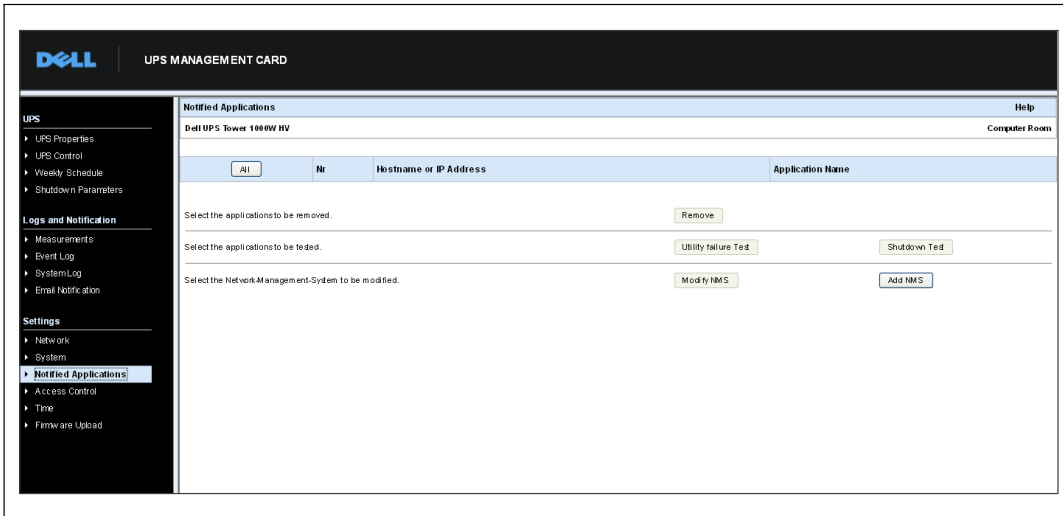 DELL
UPS MANAGEMENT CARD
UPS
UPS Properties
UPS Control
Weekly Schedule
Shutdown Parameters
Logs and Notification
Measurements
Event Log
System Log
Email Notification
Settings
Network
System
Notified Applications
Access Control
Time
Firmware Upload
Notified Applications Help
Dell UPS Tower 1000W HV Computer Room
All Nr Hostname or IP Address Application Name
Select the applications to be removed. Remove
Select the applications to be tested. Utility failure Test Shutdown Test
Select the Network-Management-System to be modified. Modify NMS Add NMS